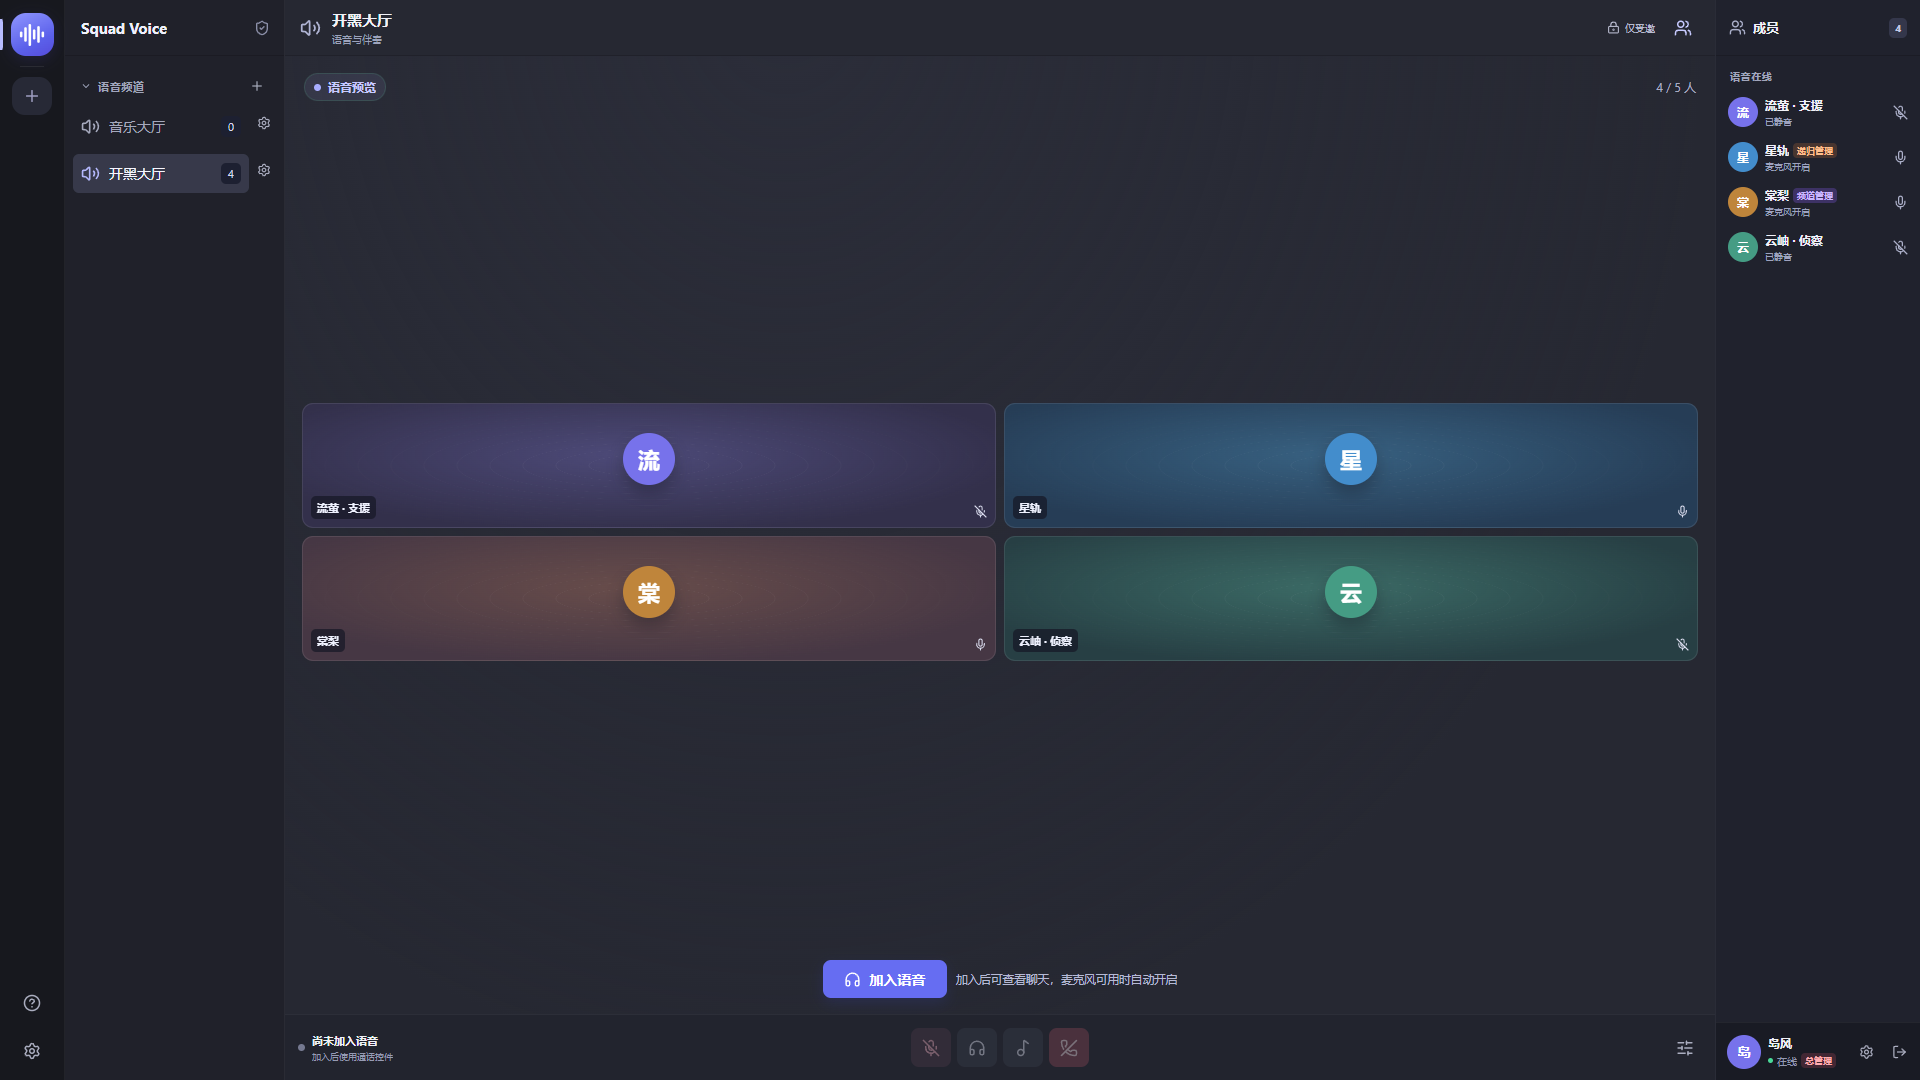 Squad Voice
语音频道
音乐大厅 0
开黑大厅 4
开黑大厅
语音与伴奏
仅受邀
语音预览
4 / 5 人
流
流萤 · 支援
星
星轨
棠
棠梨
云
云岫 · 侦察
加入语音
加入后可查看聊天，麦克风可用时自动开启
尚未加入语音
加入后使用通话控件
成员 4
语音在线
流 流萤 · 支援
已静音
星 星轨 递归管理
麦克风开启
棠 棠梨 频道管理
麦克风开启
云 云岫 · 侦察
已静音
岛 岛风
在线 总管理